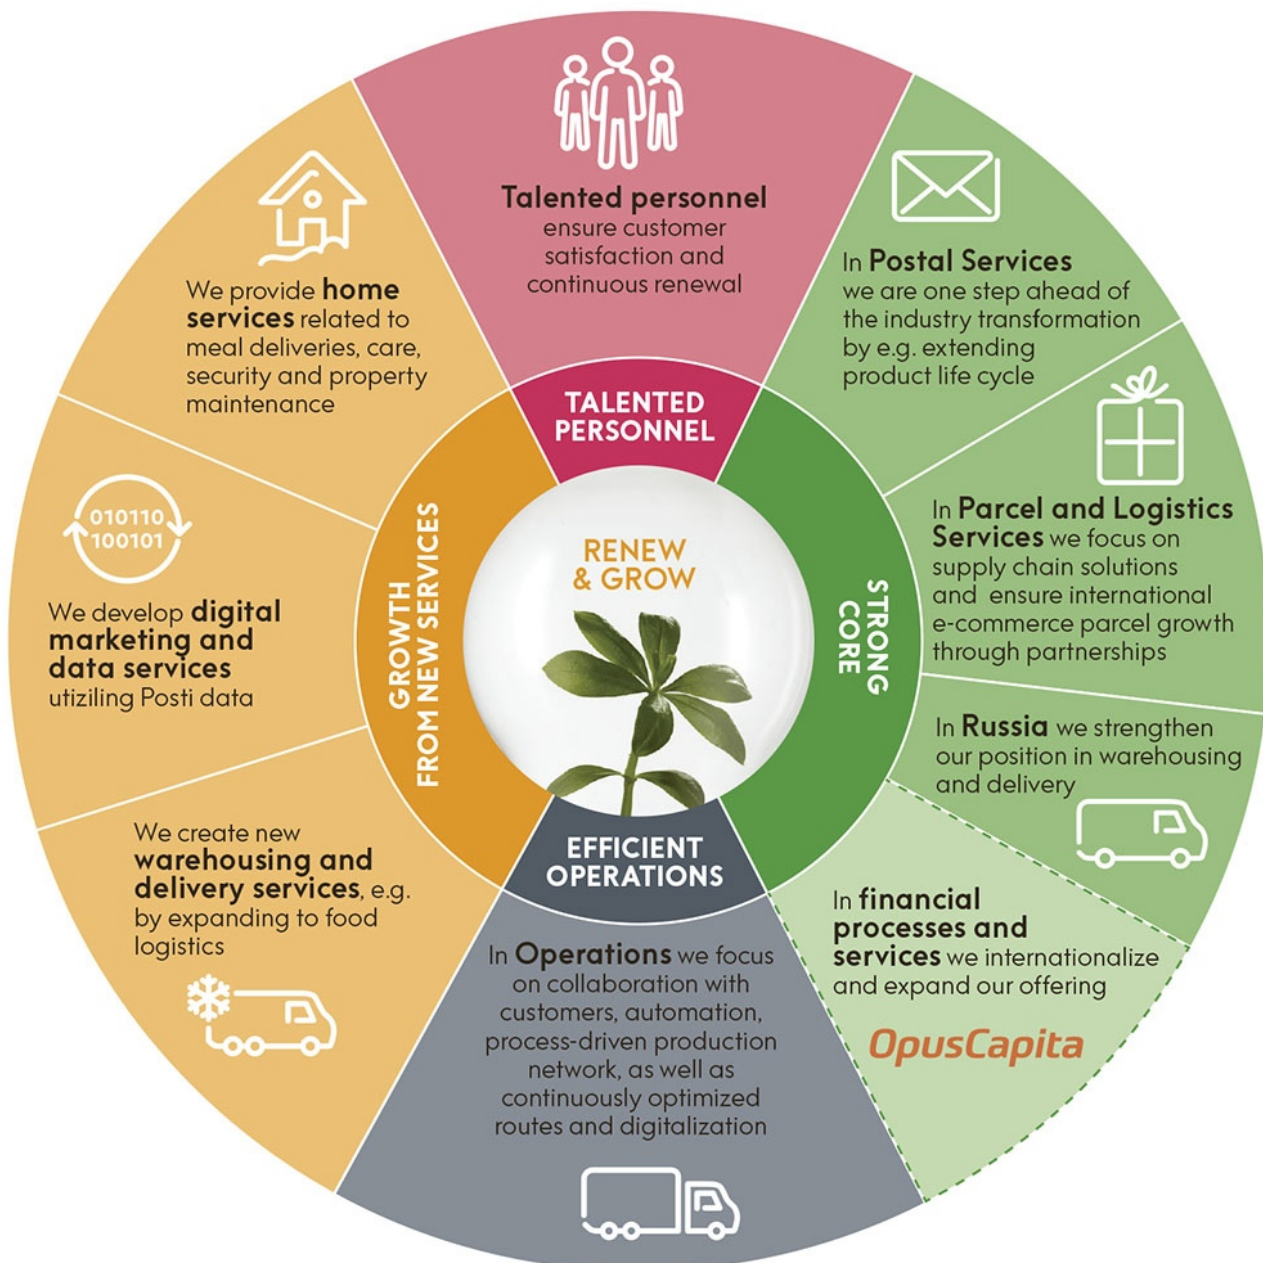 Talented personnel
ensure customer
satisfaction and
continuous renewal
TALENTED
PERSONNEL
In Postal Services
we are one step ahead of
the industry transformation
by e.g. extending
product life cycle
In Parcel and Logistics
Services we focus on
supply chain solutions
and ensure international
e-commerce parcel growth
through partnerships
In Russia we strengthen
our position in warehousing
and delivery
In financial
processes and
services we internationalize
and expand our offering
OpusCapita
STRONG
CORE
EFFICIENT
OPERATIONS
In Operations we focus
on collaboration with
customers, automation,
process-driven production
network, as well as
continuously optimized
routes and digitalization
We create new
warehousing and
delivery services, e.g.
by expanding to food
logistics
010110
100101
We develop digital
marketing and
data services
utiziling Posti data
We provide home
services related to
meal deliveries, care,
security and property
maintenance
GROWTH
FROM NEW SERVICES
RENEW
& GROW